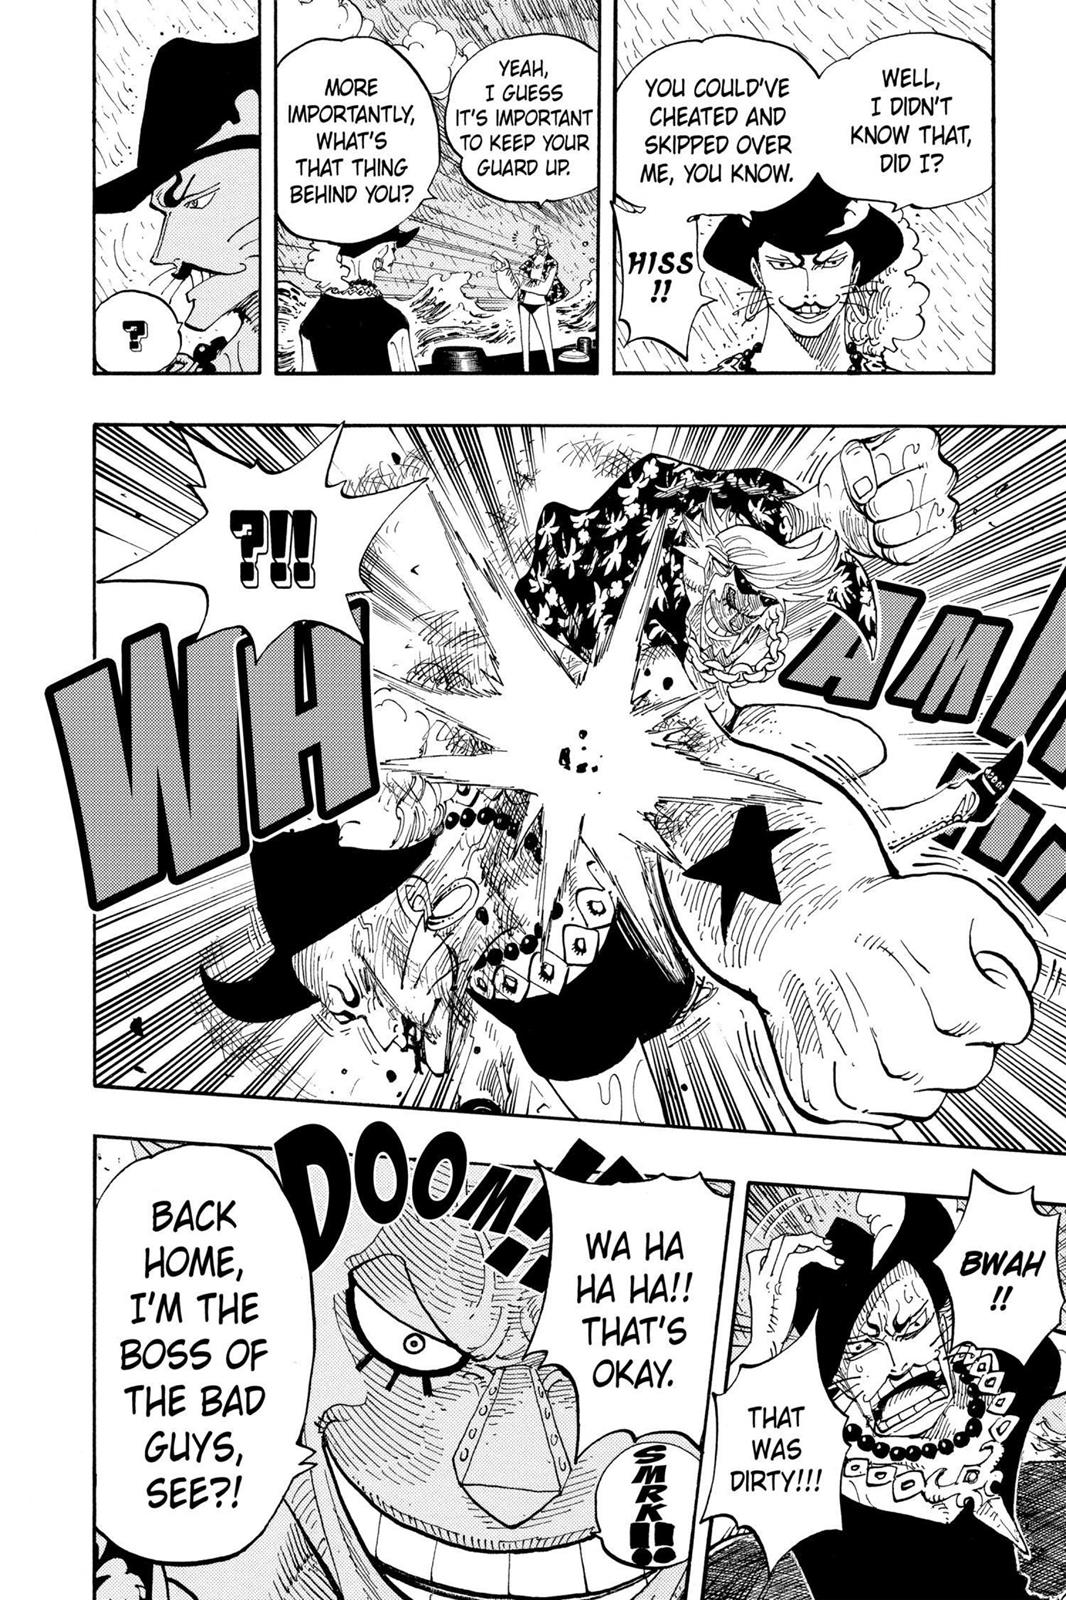 WELL,
I DIDN'T
KNOW THAT,
DID I?
YOU COULD'VE
CHEATED AND
SKIPPED OVER
ME, YOU KNOW.
HISS
!!
YEAH,
I GUESS
IT'S IMPORTANT
TO KEEP YOUR
GUARD UP.
MORE
IMPORTANTLY,
WHAT'S
THAT THING
BEHIND YOU?
?
?!!
WHAM!!
BWAH
!!
THAT
WAS
DIRTY!!!
DOOM!!
WA HA
HA HA!!
THAT'S
OKAY.
SMRK!!
BACK
HOME,
I'M THE
BOSS OF
THE BAD
GUYS,
SEE?!